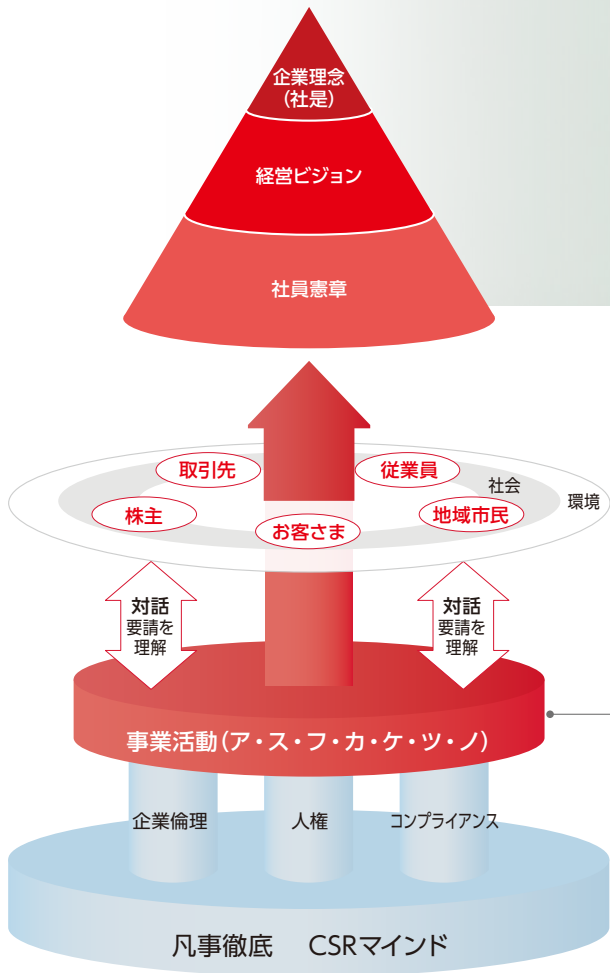 企業理念
(社是)
経営ビジョン
社員憲章
取引先
従業員
社会
環境
株主
お客さま
地域市民
対話
要請を
理解
対話
要請を
理解
事業活動(ア・ス・フ・カ・ケ・ツ・ノ)
企業倫理
人権
コンプライアンス
凡事徹底 CSRマインド